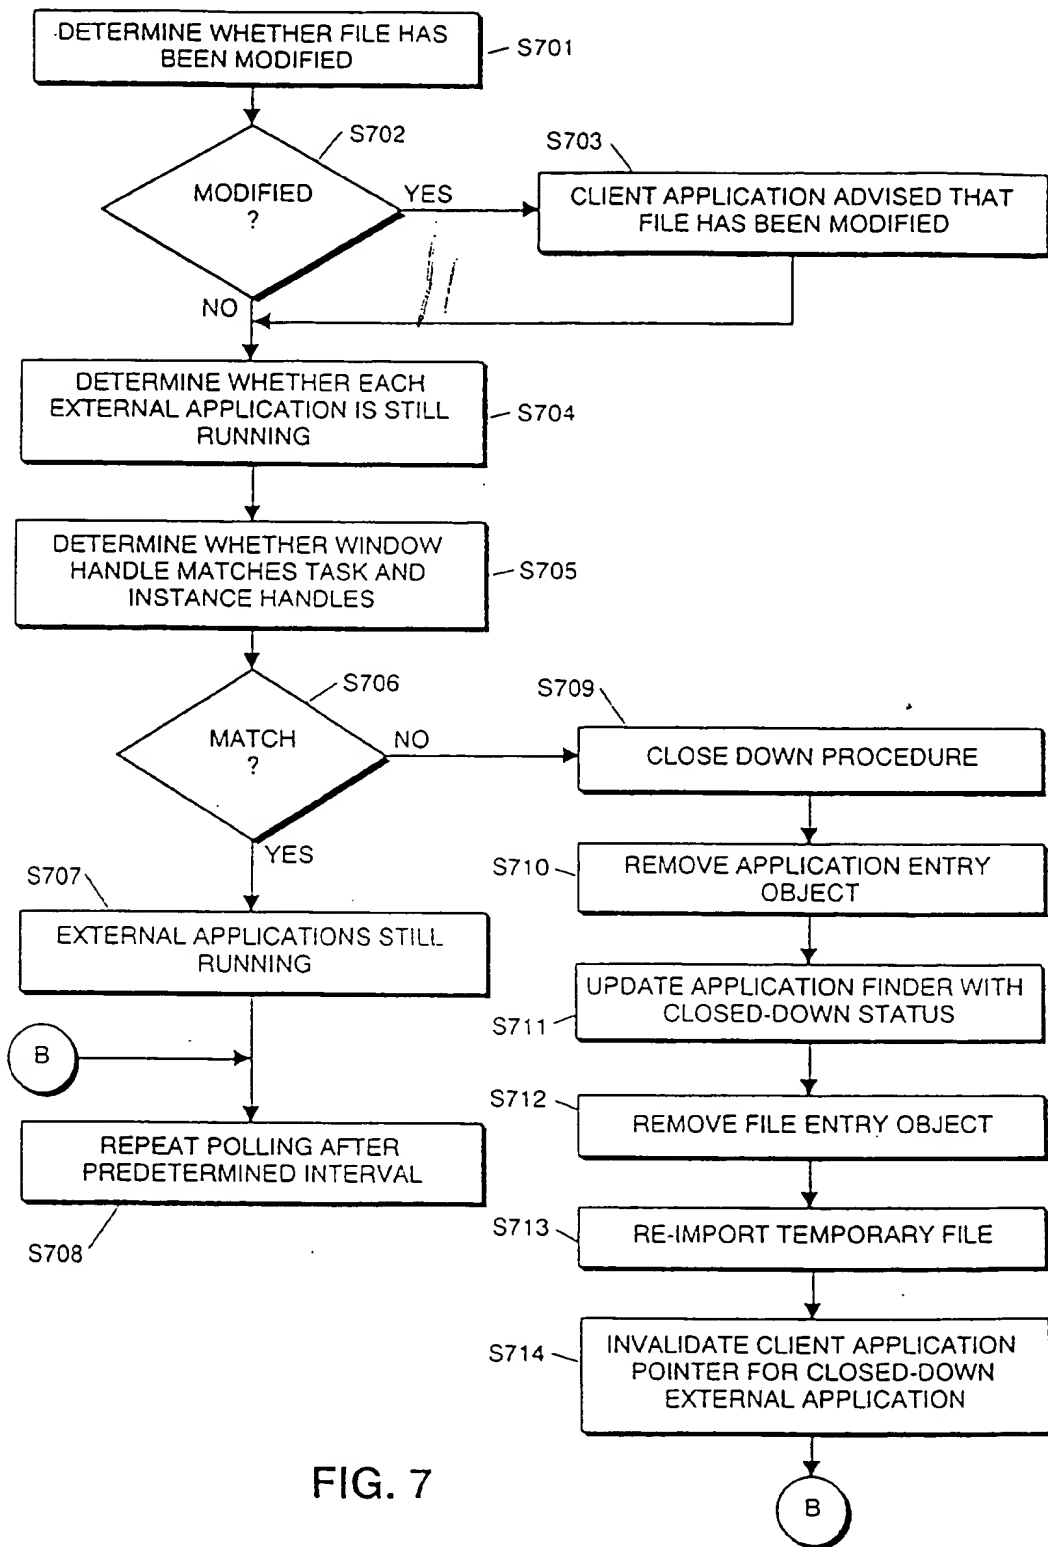 DETERMINE WHETHER FILE HAS
BEEN MODIFIED
S701
S702
MODIFIED
?
YES
NO
S703
CLIENT APPLICATION ADVISED THAT
FILE HAS BEEN MODIFIED
DETERMINE WHETHER EACH
EXTERNAL APPLICATION IS STILL
RUNNING
S704
DETERMINE WHETHER WINDOW
HANDLE MATCHES TASK AND
INSTANCE HANDLES
S705
S706
MATCH
?
NO
YES
S707
EXTERNAL APPLICATIONS STILL
RUNNING
B
REPEAT POLLING AFTER
PREDETERMINED INTERVAL
S708
S709
CLOSE DOWN PROCEDURE
S710
REMOVE APPLICATION ENTRY
OBJECT
S711
UPDATE APPLICATION FINDER WITH
CLOSED-DOWN STATUS
S712
REMOVE FILE ENTRY OBJECT
S713
RE-IMPORT TEMPORARY FILE
S714
INVALIDATE CLIENT APPLICATION
POINTER FOR CLOSED-DOWN
EXTERNAL APPLICATION
B
FIG. 7